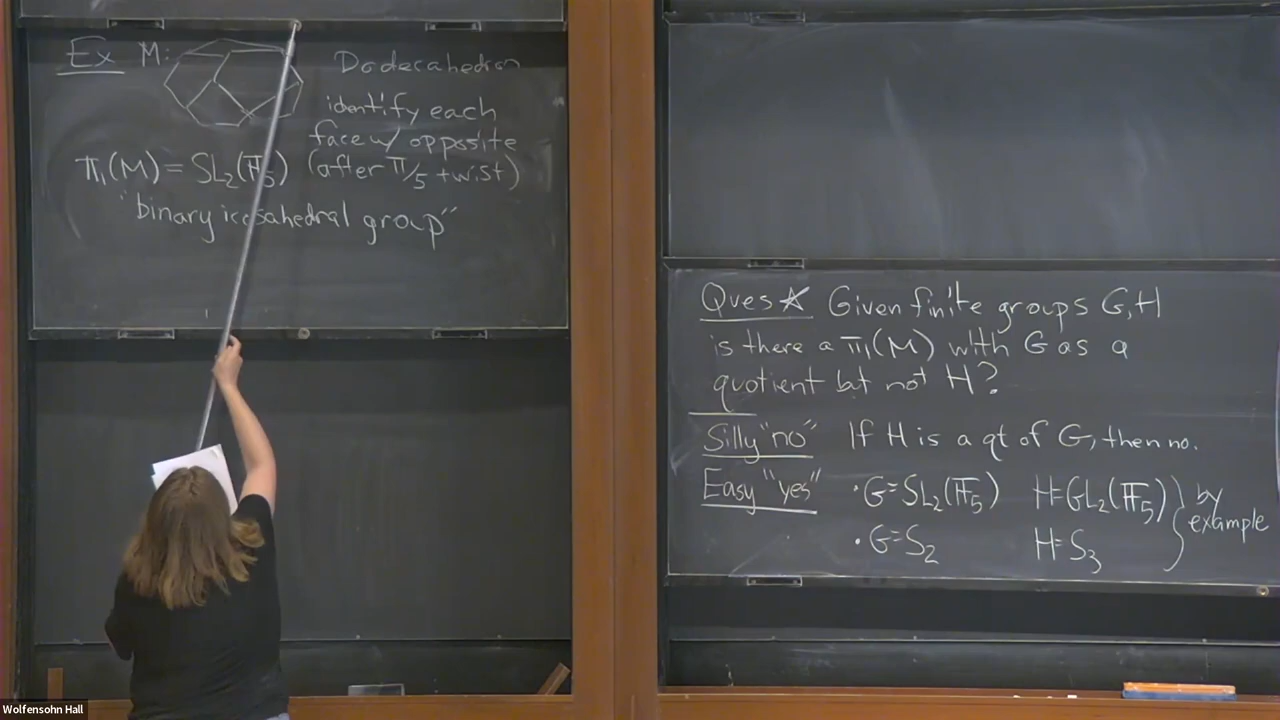 Ex M: Dodecahedron
identify each
face w/ opposite
π₁(M) = SL₂(𝔽₅) (after π/5 twist)
"binary icosahedral group"
Ques ☆ Given finite groups G, H
is there a π₁(M) with G as a
quotient but not H?
Silly "no" If H is a qt of G, then no.
Easy "yes" • G=SL₂(𝔽₅) H=GL₂(𝔽₅) } by example
• G=S₂ H=S₃
Wolfensohn Hall